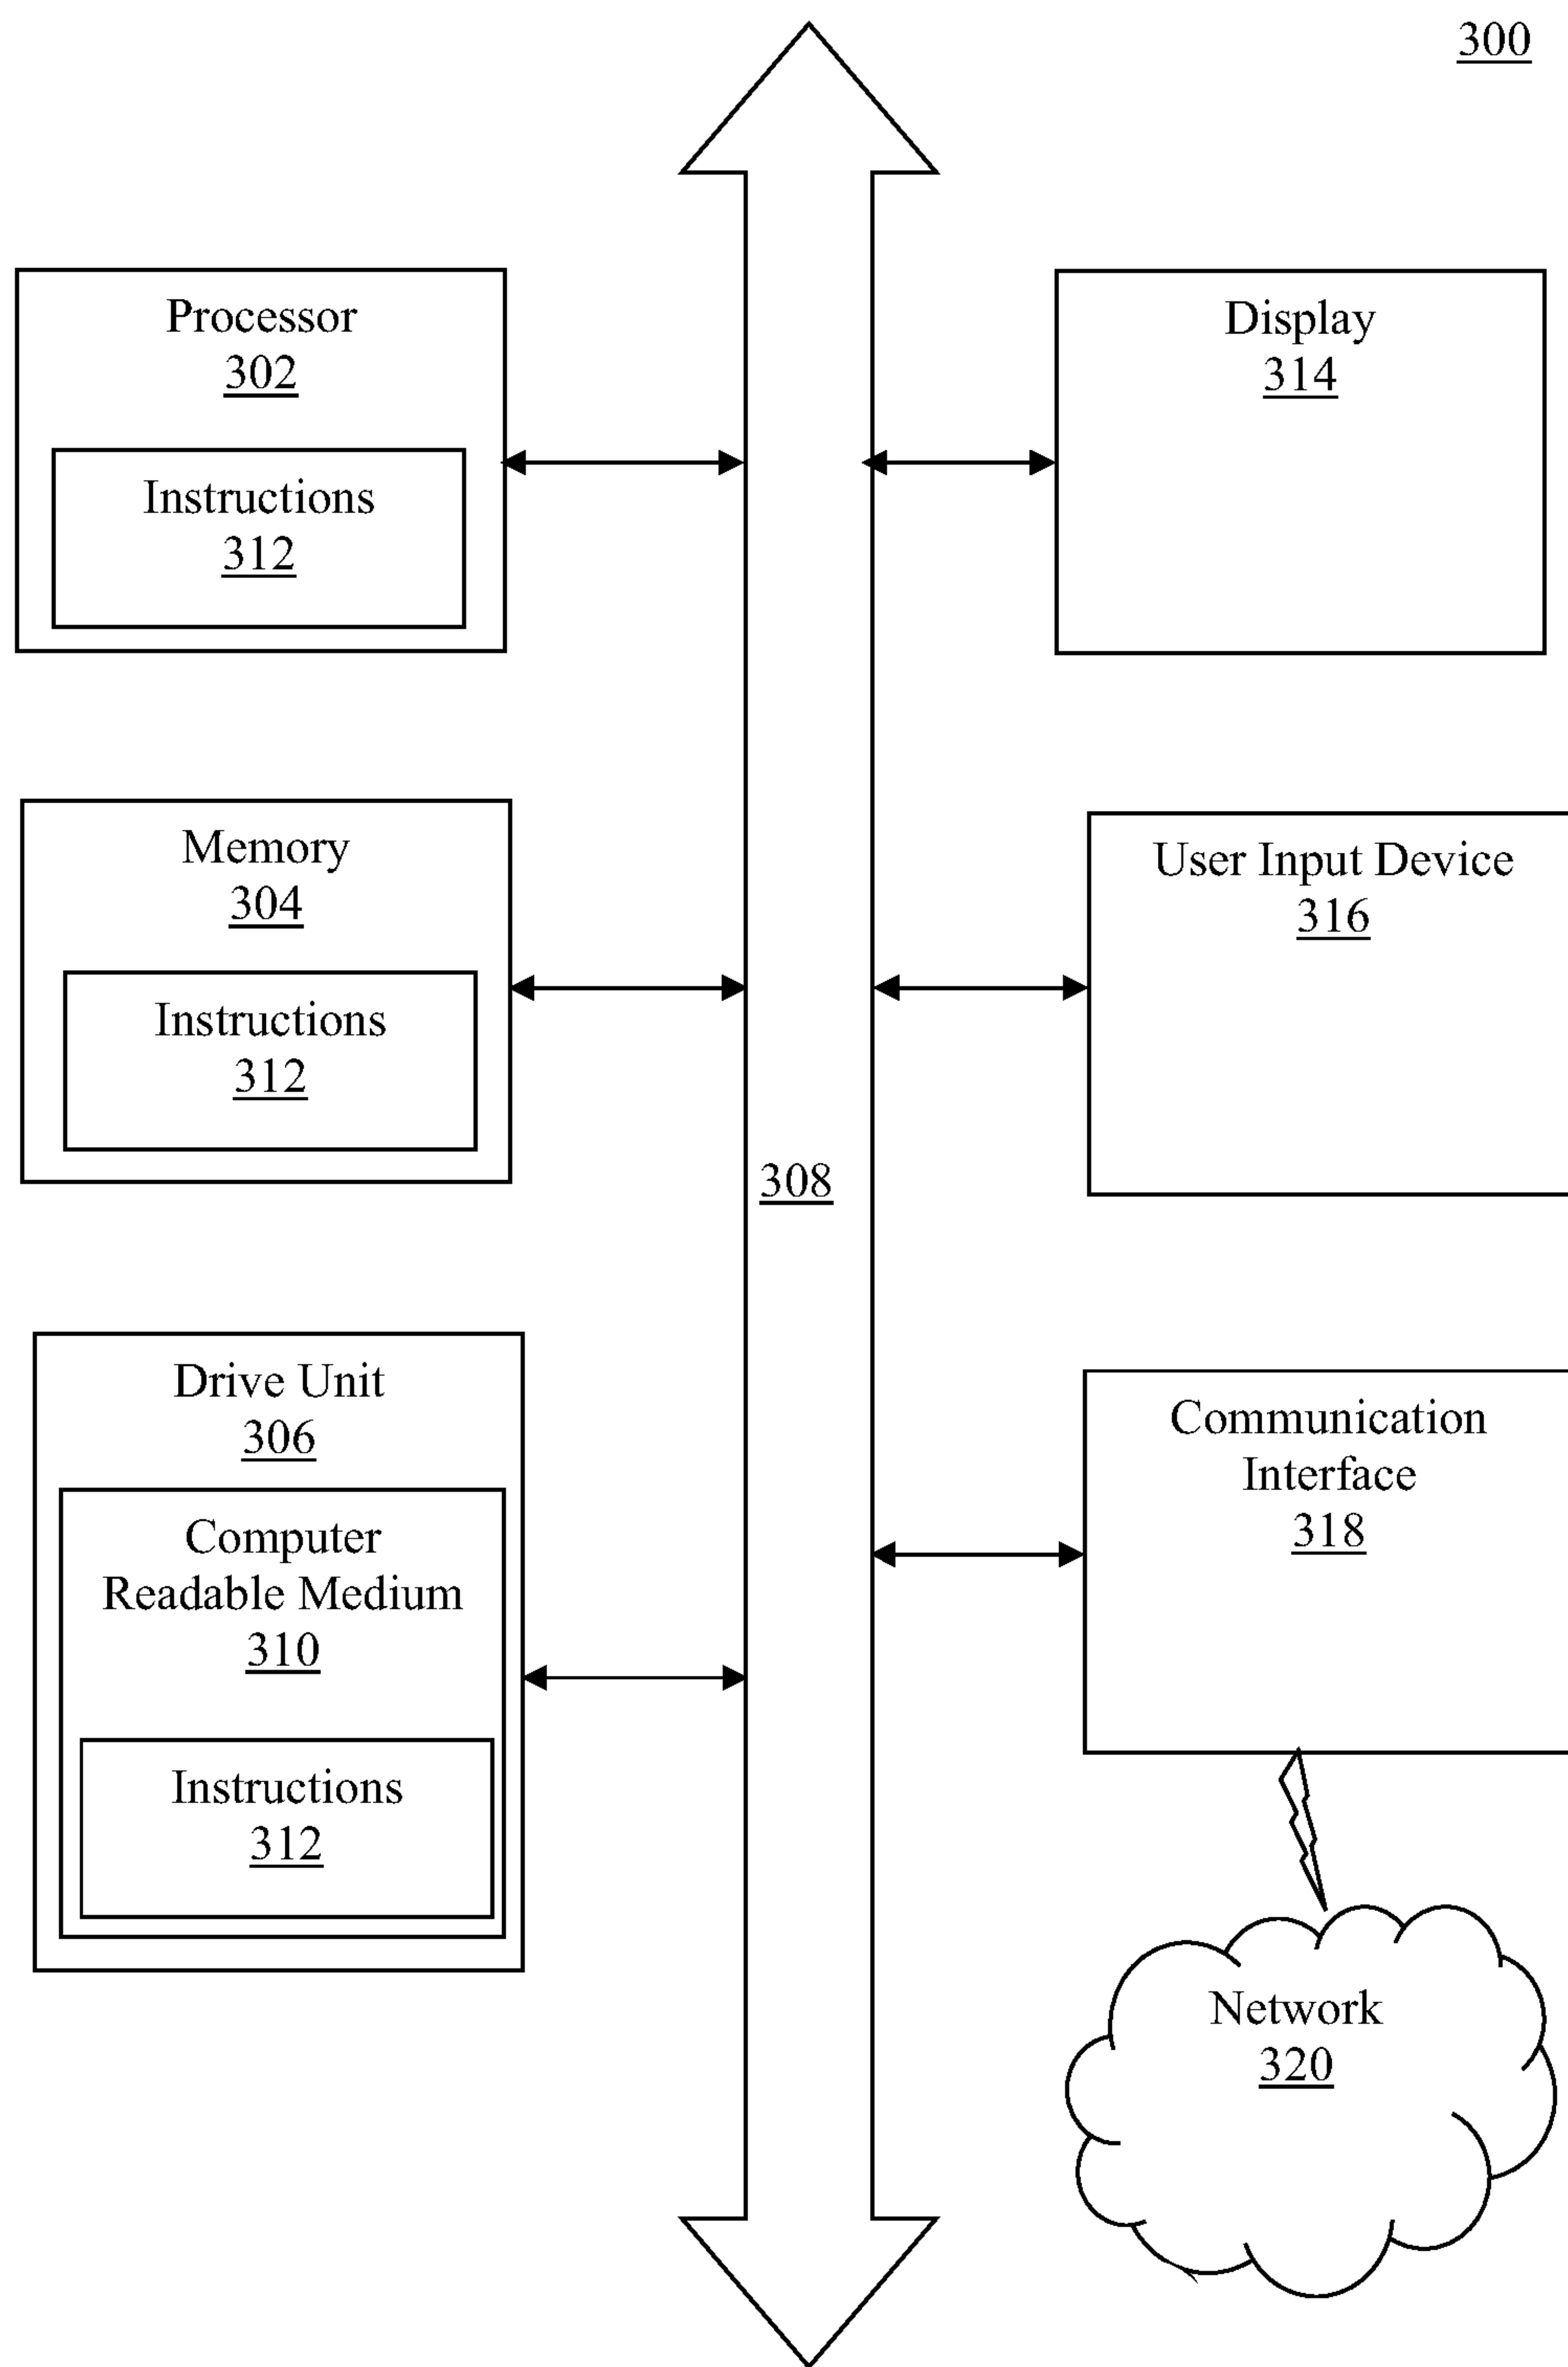 300
Processor
302
Instructions
312
Memory
304
Instructions
312
Drive Unit
306
Computer
Readable Medium
310
Instructions
312
308
Display
314
User Input Device
316
Communication
Interface
318
Network
320